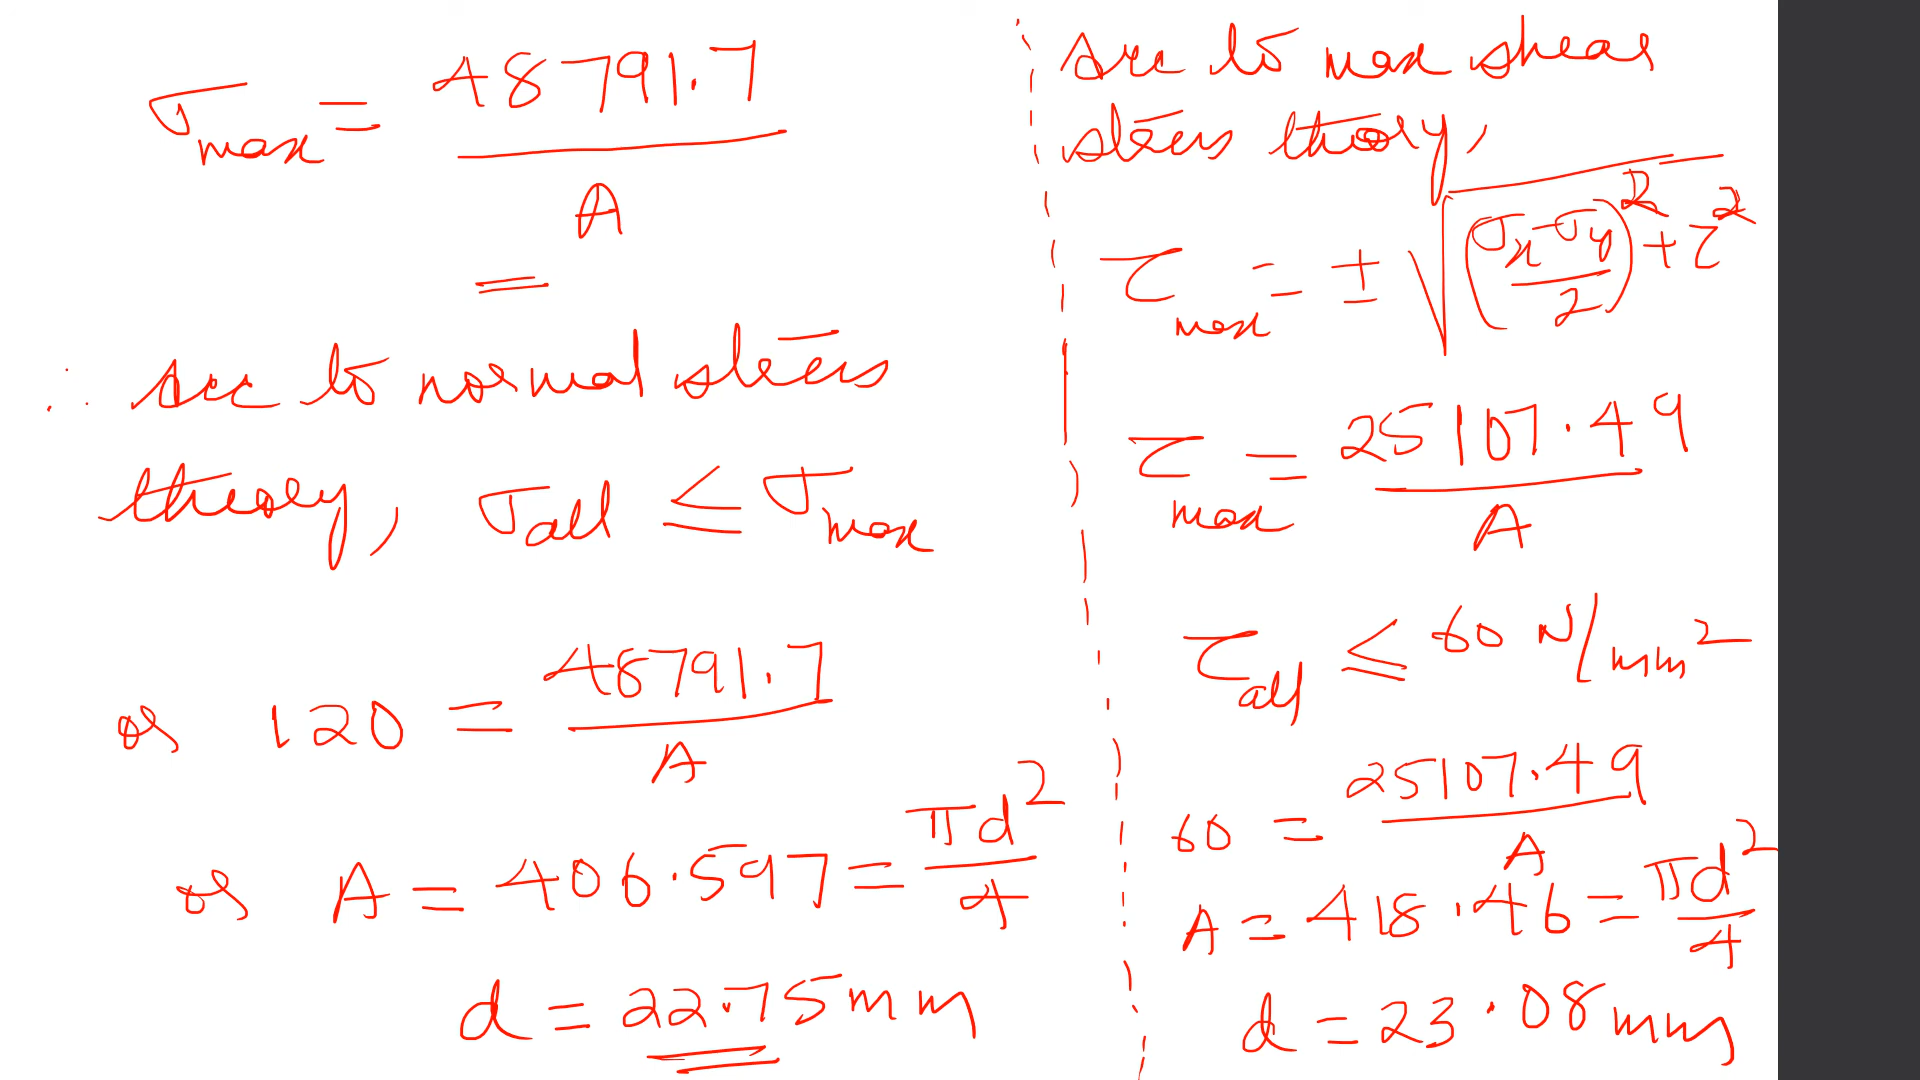 σmax = 48791.7 / A
=
∴ Acc to normal stress
theory, σall ≤ σmax
or 120 = 48791.7 / A
or A = 406.597 = πd² / 4
d = 22.75 mm
Acc to max shear
stress theory,
τmax = ± √((σx - σy) / 2)² + τ²
τmax = 25107.49 / A
τall ≤ 60 N/mm²
60 = 25107.49 / A
A = 418.46 = πd² / 4
d = 23.08 mm